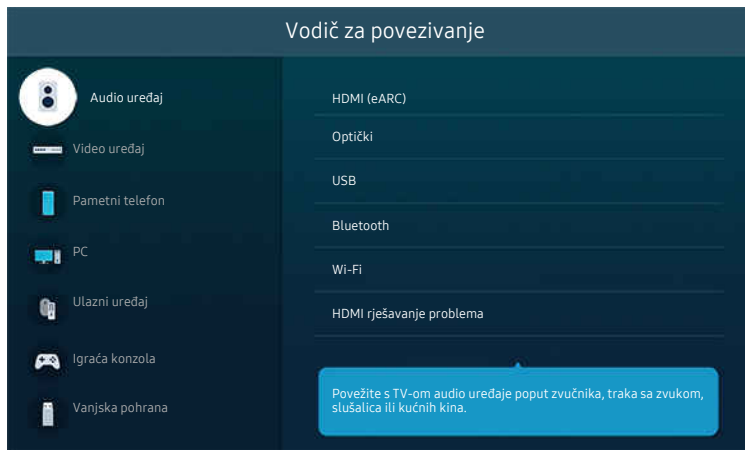 Vodič za povezivanje
Audio uređaj
Video uređaj
Pametni telefon
PC
Ulazni uređaj
Igraća konzola
Vanjska pohrana
HDMI (eARC)
Optički
USB
Bluetooth
Wi-Fi
HDMI rješavanje problema
Povežite s TV-om audio uređaje poput zvučnika, traka sa zvukom,
slušalica ili kućnih kina.